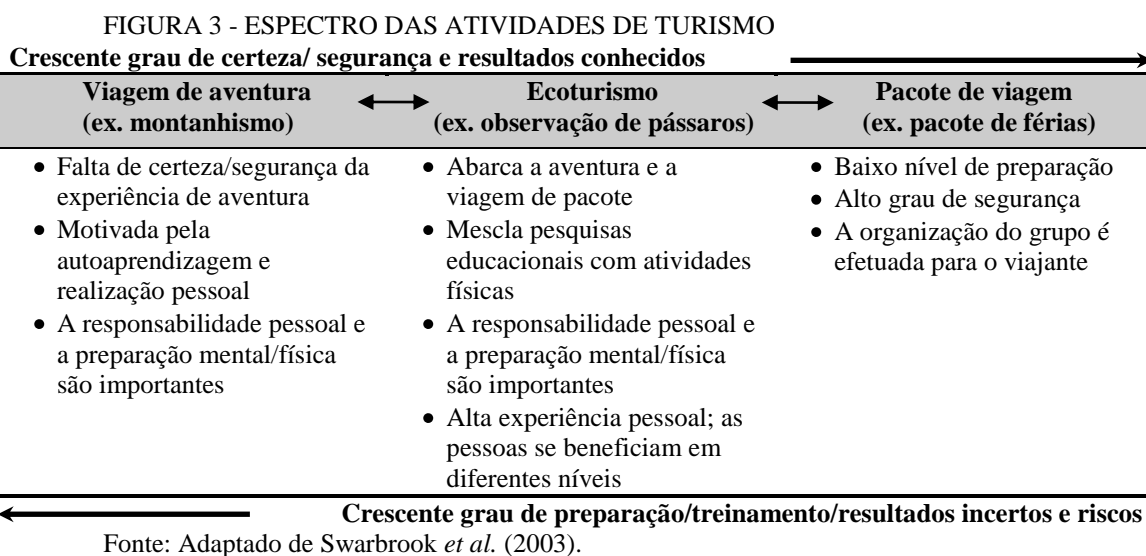 FIGURA 3 - ESPECTRO DAS ATIVIDADES DE TURISMO
Crescente grau de certeza/ segurança e resultados conhecidos
Viagem de aventura
(ex. montanhismo)
Ecoturismo
(ex. observação de pássaros)
Pacote de viagem
(ex. pacote de férias)
• Falta de certeza/segurança da
experiência de aventura
• Motivada pela
autoaprendizagem e
realização pessoal
• A responsabilidade pessoal e
a preparação mental/física
são importantes
• Abarca a aventura e a
viagem de pacote
• Mescla pesquisas
educacionais com atividades
físicas
• A responsabilidade pessoal e
a preparação mental/física
são importantes
• Alta experiência pessoal; as
pessoas se beneficiam em
diferentes níveis
• Baixo nível de preparação
• Alto grau de segurança
• A organização do grupo é
efetuada para o viajante
Crescente grau de preparação/treinamento/resultados incertos e riscos
Fonte: Adaptado de Swarbrook et al. (2003).